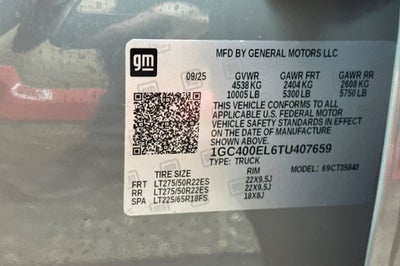 gm
MFD BY GENERAL MOTORS LLC
09/25 GVWR GAWR FRT GAWR RR
4538 KG 2404 KG 2608 KG
10005 LB 5300 LB 5750 LB
THIS VEHICLE CONFORMS TO ALL
APPLICABLE U.S. FEDERAL MOTOR
VEHICLE SAFETY STANDARDS IN
EFFECT ON THE DATE OF MANUFACTURE
SHOWN ABOVE.
1GC400EL6TU407659
TYPE: TRUCK
MODEL: 69CT35843
TIRE SIZE RIM
FRT LT275/50R22ES 22X9.5J
RR LT275/50R22ES 22X9.5J
SPA LT225/65R18FS 18X8J